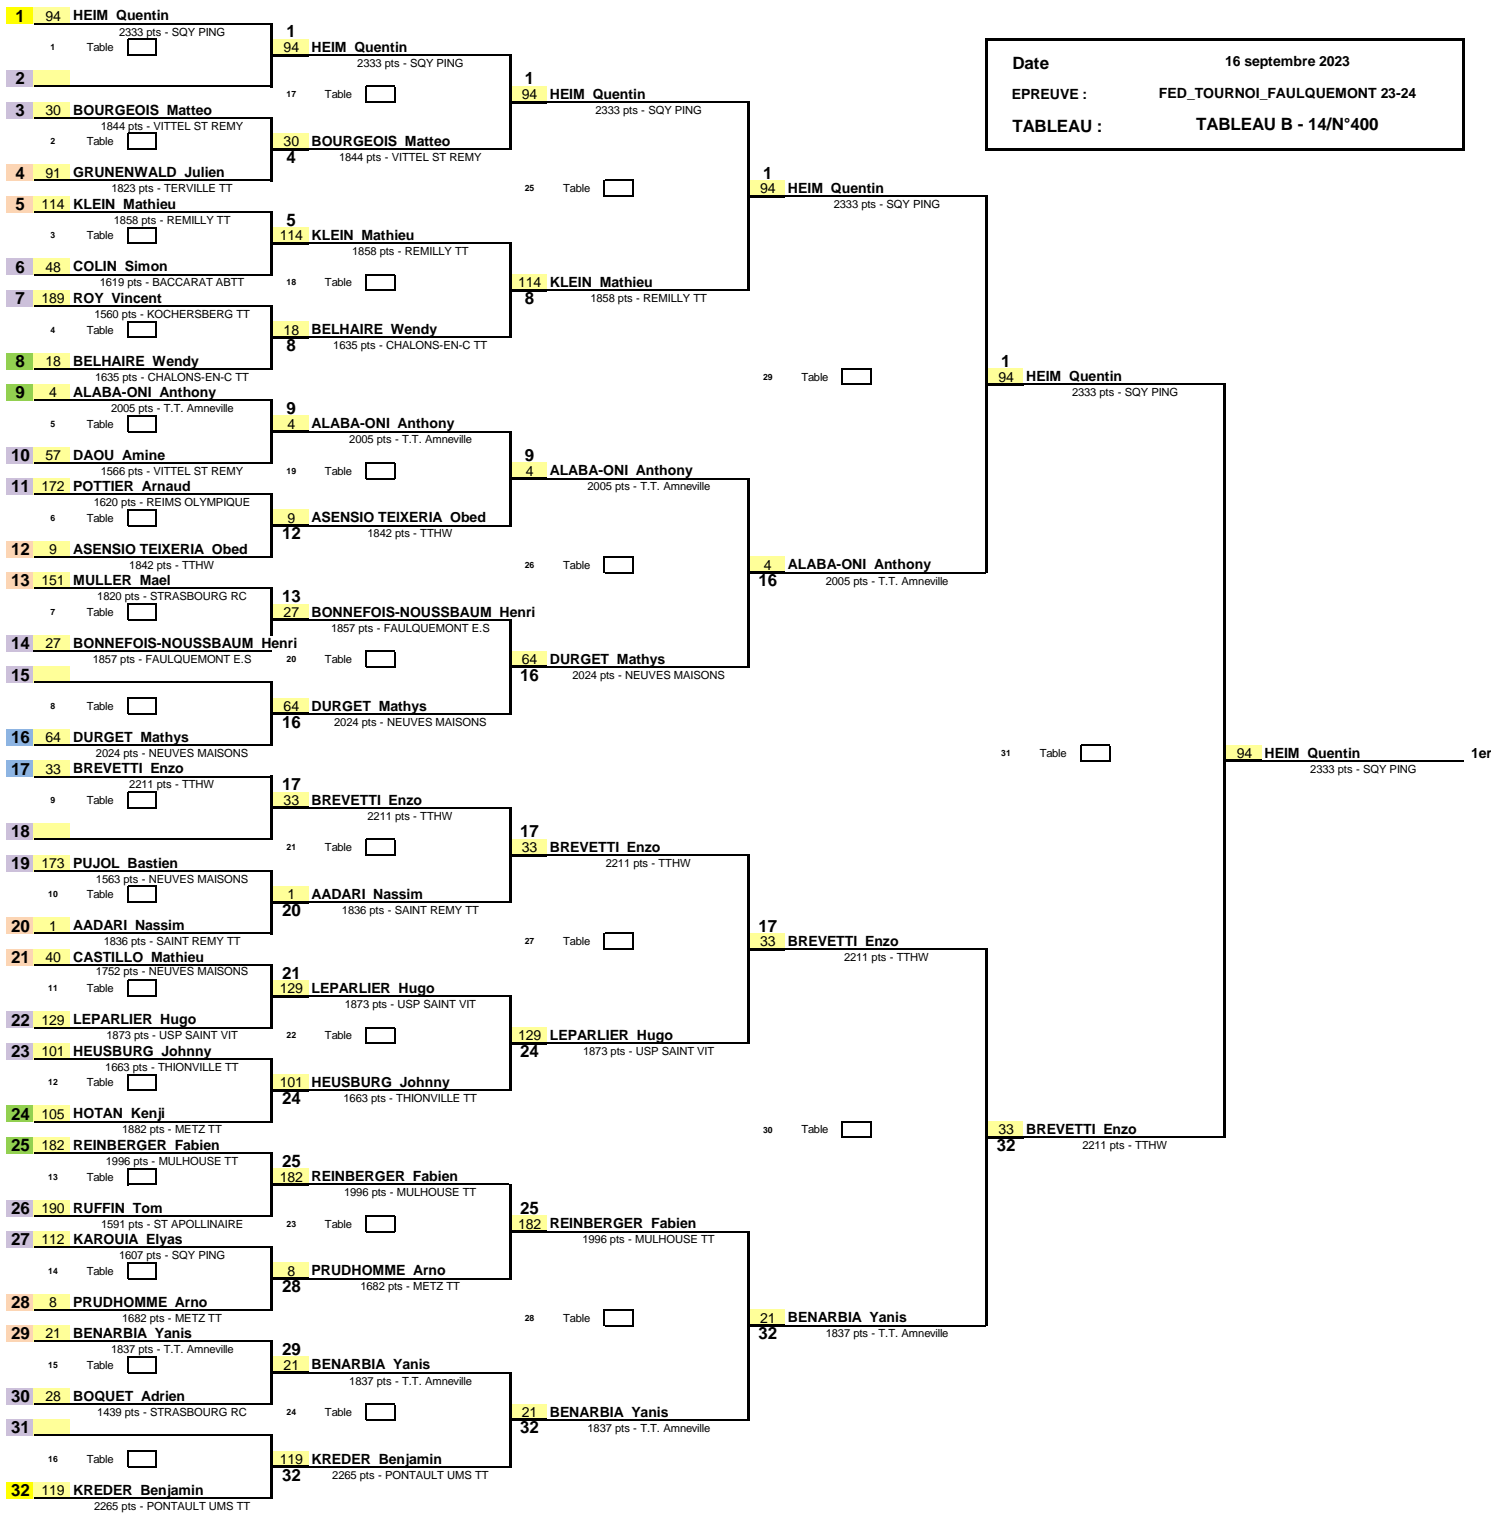 1 94 HEIM Quentin
2333 pts - SQY PING
1 Table
2
3 30 BOURGEOIS Matteo
1844 pts - VITTEL ST REMY
2 Table
4 91 GRUNENWALD Julien
1823 pts - TERVILLE TT
5 114 KLEIN Mathieu
1858 pts - REMILLY TT
3 Table
6 48 COLIN Simon
1619 pts - BACCARAT ABTT
7 189 ROY Vincent
1560 pts - KOCHERSBERG TT
4 Table
8 18 BELHAIRE Wendy
1635 pts - CHALONS-EN-C TT
9 4 ALABA-ONI Anthony
2005 pts - T.T. Amneville
5 Table
10 57 DAOU Amine
1566 pts - VITTEL ST REMY
11 172 POTTIER Arnaud
1620 pts - REIMS OLYMPIQUE
6 Table
12 9 ASENSIO TEIXERIA Obed
1842 pts - TTHW
13 151 MULLER Mael
1820 pts - STRASBOURG RC
7 Table
14 27 BONNEFOIS-NOUSSBAUM Henri
1857 pts - FAULQUEMONT E.S
15
8 Table
16 64 DURGET Mathys
2024 pts - NEUVES MAISONS
17 33 BREVETTI Enzo
2211 pts - TTHW
9 Table
18
19 173 PUJOL Bastien
1563 pts - NEUVES MAISONS
10 Table
20 1 AADARI Nassim
1836 pts - SAINT REMY TT
21 40 CASTILLO Mathieu
1752 pts - NEUVES MAISONS
11 Table
22 129 LEPARLIER Hugo
1873 pts - USP SAINT VIT
23 101 HEUSBURG Johnny
1663 pts - THIONVILLE TT
12 Table
24 105 HOTAN Kenji
1882 pts - METZ TT
25 182 REINBERGER Fabien
1996 pts - MULHOUSE TT
13 Table
26 190 RUFFIN Tom
1591 pts - ST APOLLINAIRE
27 112 KAROUIA Elyas
1607 pts - SQY PING
14 Table
28 8 PRUDHOMME Arno
1682 pts - METZ TT
29 21 BENARBIA Yanis
1837 pts - T.T. Amneville
15 Table
30 28 BOQUET Adrien
1439 pts - STRASBOURG RC
31
16 Table
32 119 KREDER Benjamin
2265 pts - PONTAULT UMS TT
1
94 HEIM Quentin
2333 pts - SQY PING
17 Table
30 BOURGEOIS Matteo
4 1844 pts - VITTEL ST REMY
5
114 KLEIN Mathieu
1858 pts - REMILLY TT
18 Table
18 BELHAIRE Wendy
8 1635 pts - CHALONS-EN-C TT
9
4 ALABA-ONI Anthony
2005 pts - T.T. Amneville
19 Table
9 ASENSIO TEIXERIA Obed
12 1842 pts - TTHW
13
27 BONNEFOIS-NOUSSBAUM Henri
1857 pts - FAULQUEMONT E.S
20 Table
64 DURGET Mathys
16 2024 pts - NEUVES MAISONS
17
33 BREVETTI Enzo
2211 pts - TTHW
21 Table
1 AADARI Nassim
20 1836 pts - SAINT REMY TT
21
129 LEPARLIER Hugo
1873 pts - USP SAINT VIT
22 Table
101 HEUSBURG Johnny
24 1663 pts - THIONVILLE TT
25
182 REINBERGER Fabien
1996 pts - MULHOUSE TT
23 Table
8 PRUDHOMME Arno
28 1682 pts - METZ TT
29
21 BENARBIA Yanis
1837 pts - T.T. Amneville
24 Table
119 KREDER Benjamin
32 2265 pts - PONTAULT UMS TT
1
94 HEIM Quentin
2333 pts - SQY PING
25 Table
114 KLEIN Mathieu
8 1858 pts - REMILLY TT
9
4 ALABA-ONI Anthony
2005 pts - T.T. Amneville
26 Table
64 DURGET Mathys
16 2024 pts - NEUVES MAISONS
17
33 BREVETTI Enzo
2211 pts - TTHW
27 Table
129 LEPARLIER Hugo
24 1873 pts - USP SAINT VIT
25
182 REINBERGER Fabien
1996 pts - MULHOUSE TT
28 Table
21 BENARBIA Yanis
32 1837 pts - T.T. Amneville
1
94 HEIM Quentin
2333 pts - SQY PING
29 Table
4 ALABA-ONI Anthony
16 2005 pts - T.T. Amneville
17
33 BREVETTI Enzo
2211 pts - TTHW
30 Table
21 BENARBIA Yanis
32 1837 pts - T.T. Amneville
Date 16 septembre 2023
EPREUVE : FED_TOURNOI_FAULQUEMONT 23-24
TABLEAU : TABLEAU B - 14/N°400
1
94 HEIM Quentin
2333 pts - SQY PING
31 Table
33 BREVETTI Enzo
32 2211 pts - TTHW
94 HEIM Quentin 1er
2333 pts - SQY PING